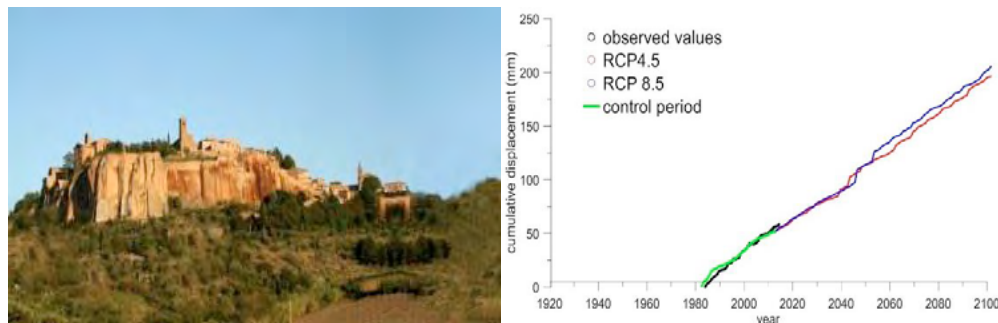 250
200
150
100
50
0
cumulative displacement (mm)
observed values
RCP4.5
RCP 8.5
control period
1920 1940 1960 1980 2000 2020 2040 2060 2080 2100
year